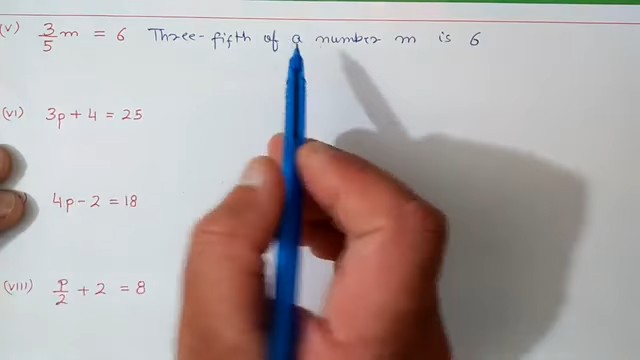 (v) 3/5 m = 6 Three-fifth of a number m is 6
(vi) 3p + 4 = 25
4p - 2 = 18
(viii) p/2 + 2 = 8